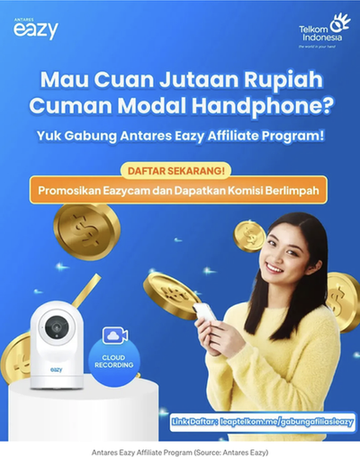 ANTARES
eazy
Telkom
Indonesia
the world in your hand
Mau Cuan Jutaan Rupiah
Cuman Modal Handphone?
Yuk Gabung Antares Eazy Affiliate Program!
DAFTAR SEKARANG!
Promosikan Eazycam dan Dapatkan Komisi Berlimpah
CLOUD
RECORDING
eazy
Link Daftar : leaptelkom.me/gabungafiliasieazy
Antares Eazy Affiliate Program (Source: Antares Eazy)